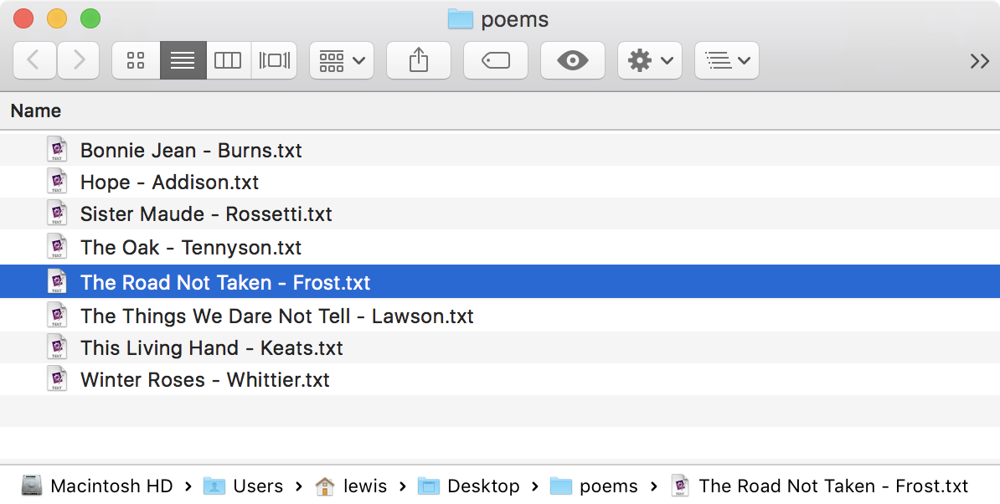 poems
Name
Bonnie Jean - Burns.txt
Hope - Addison.txt
Sister Maude - Rossetti.txt
The Oak - Tennyson.txt
The Road Not Taken - Frost.txt
The Things We Dare Not Tell - Lawson.txt
This Living Hand - Keats.txt
Winter Roses - Whittier.txt
Macintosh HD › Users › lewis › Desktop › poems › The Road Not Taken - Frost.txt